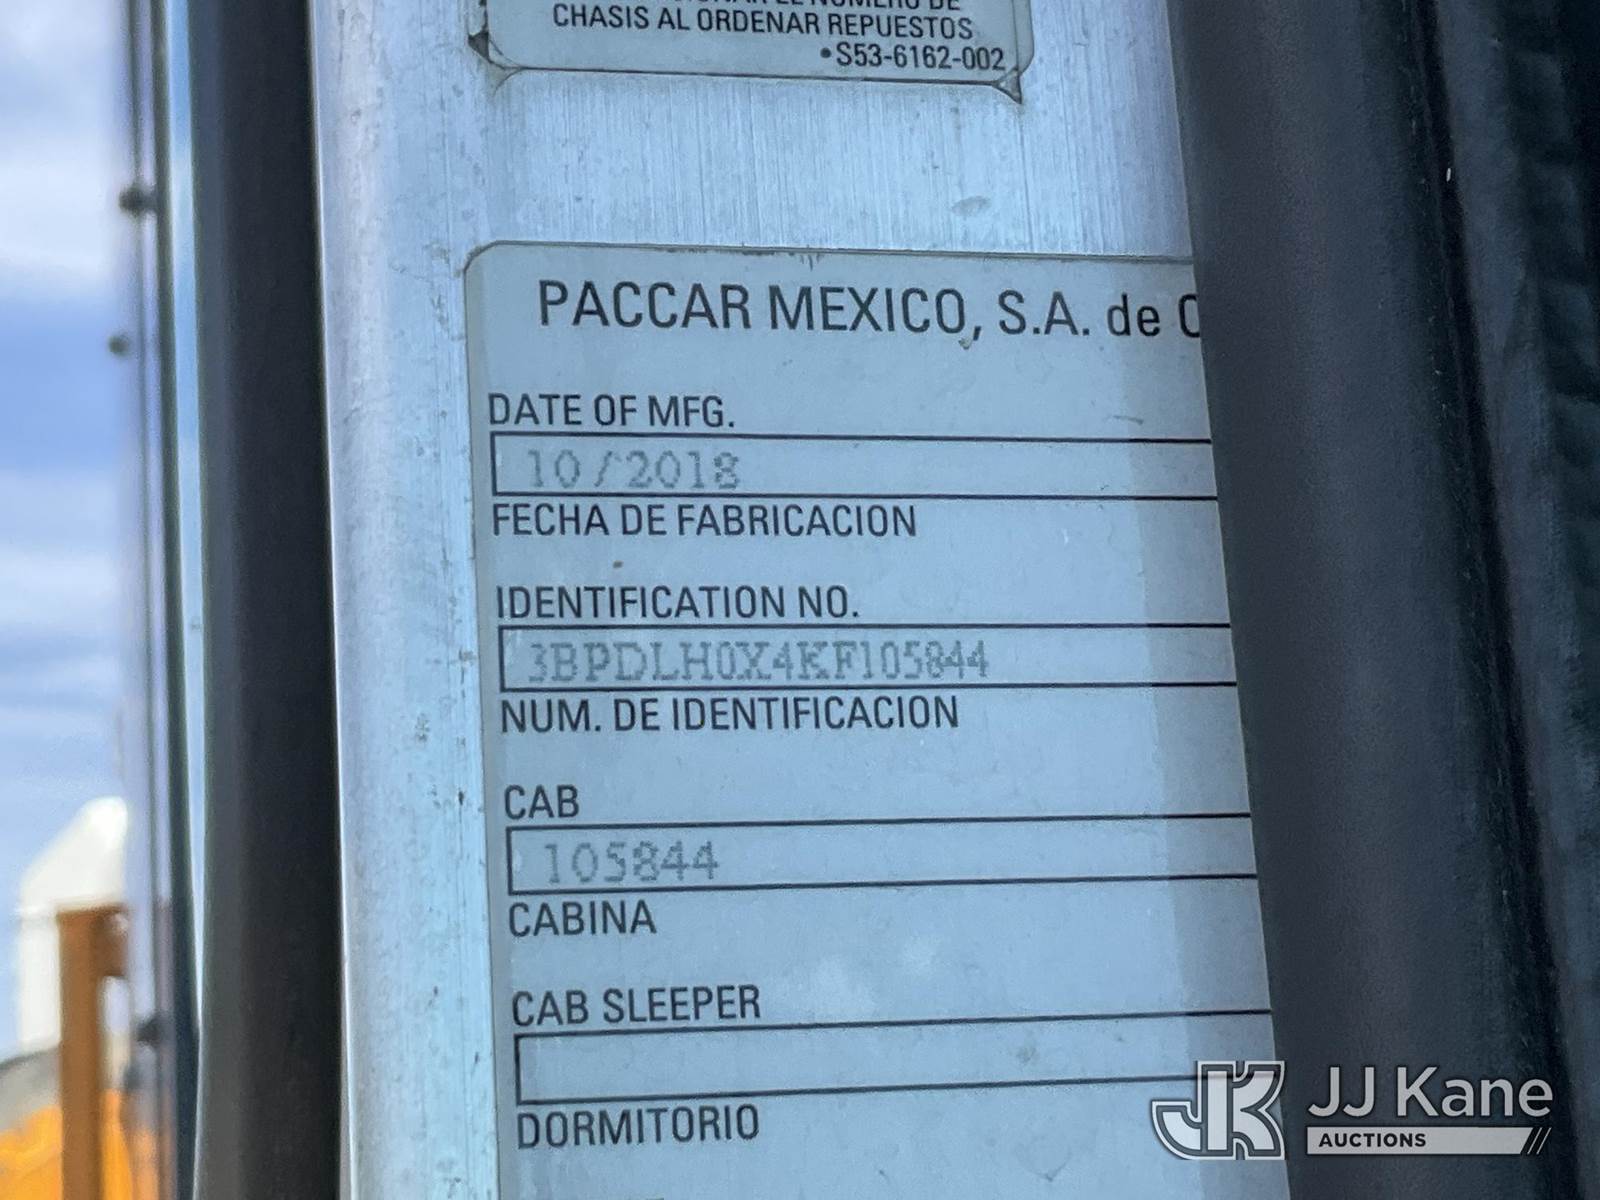 CHASIS AL ORDENAR REPUESTOS
•S53-6162-002
PACCAR MEXICO, S.A. de
DATE OF MFG.
10/2018
FECHA DE FABRICACION
IDENTIFICATION NO.
3BPDLH0X4KF105844
NUM. DE IDENTIFICACION
CAB
105844
CABINA
CAB SLEEPER
DORMITORIO
JK JJ Kane
AUCTIONS